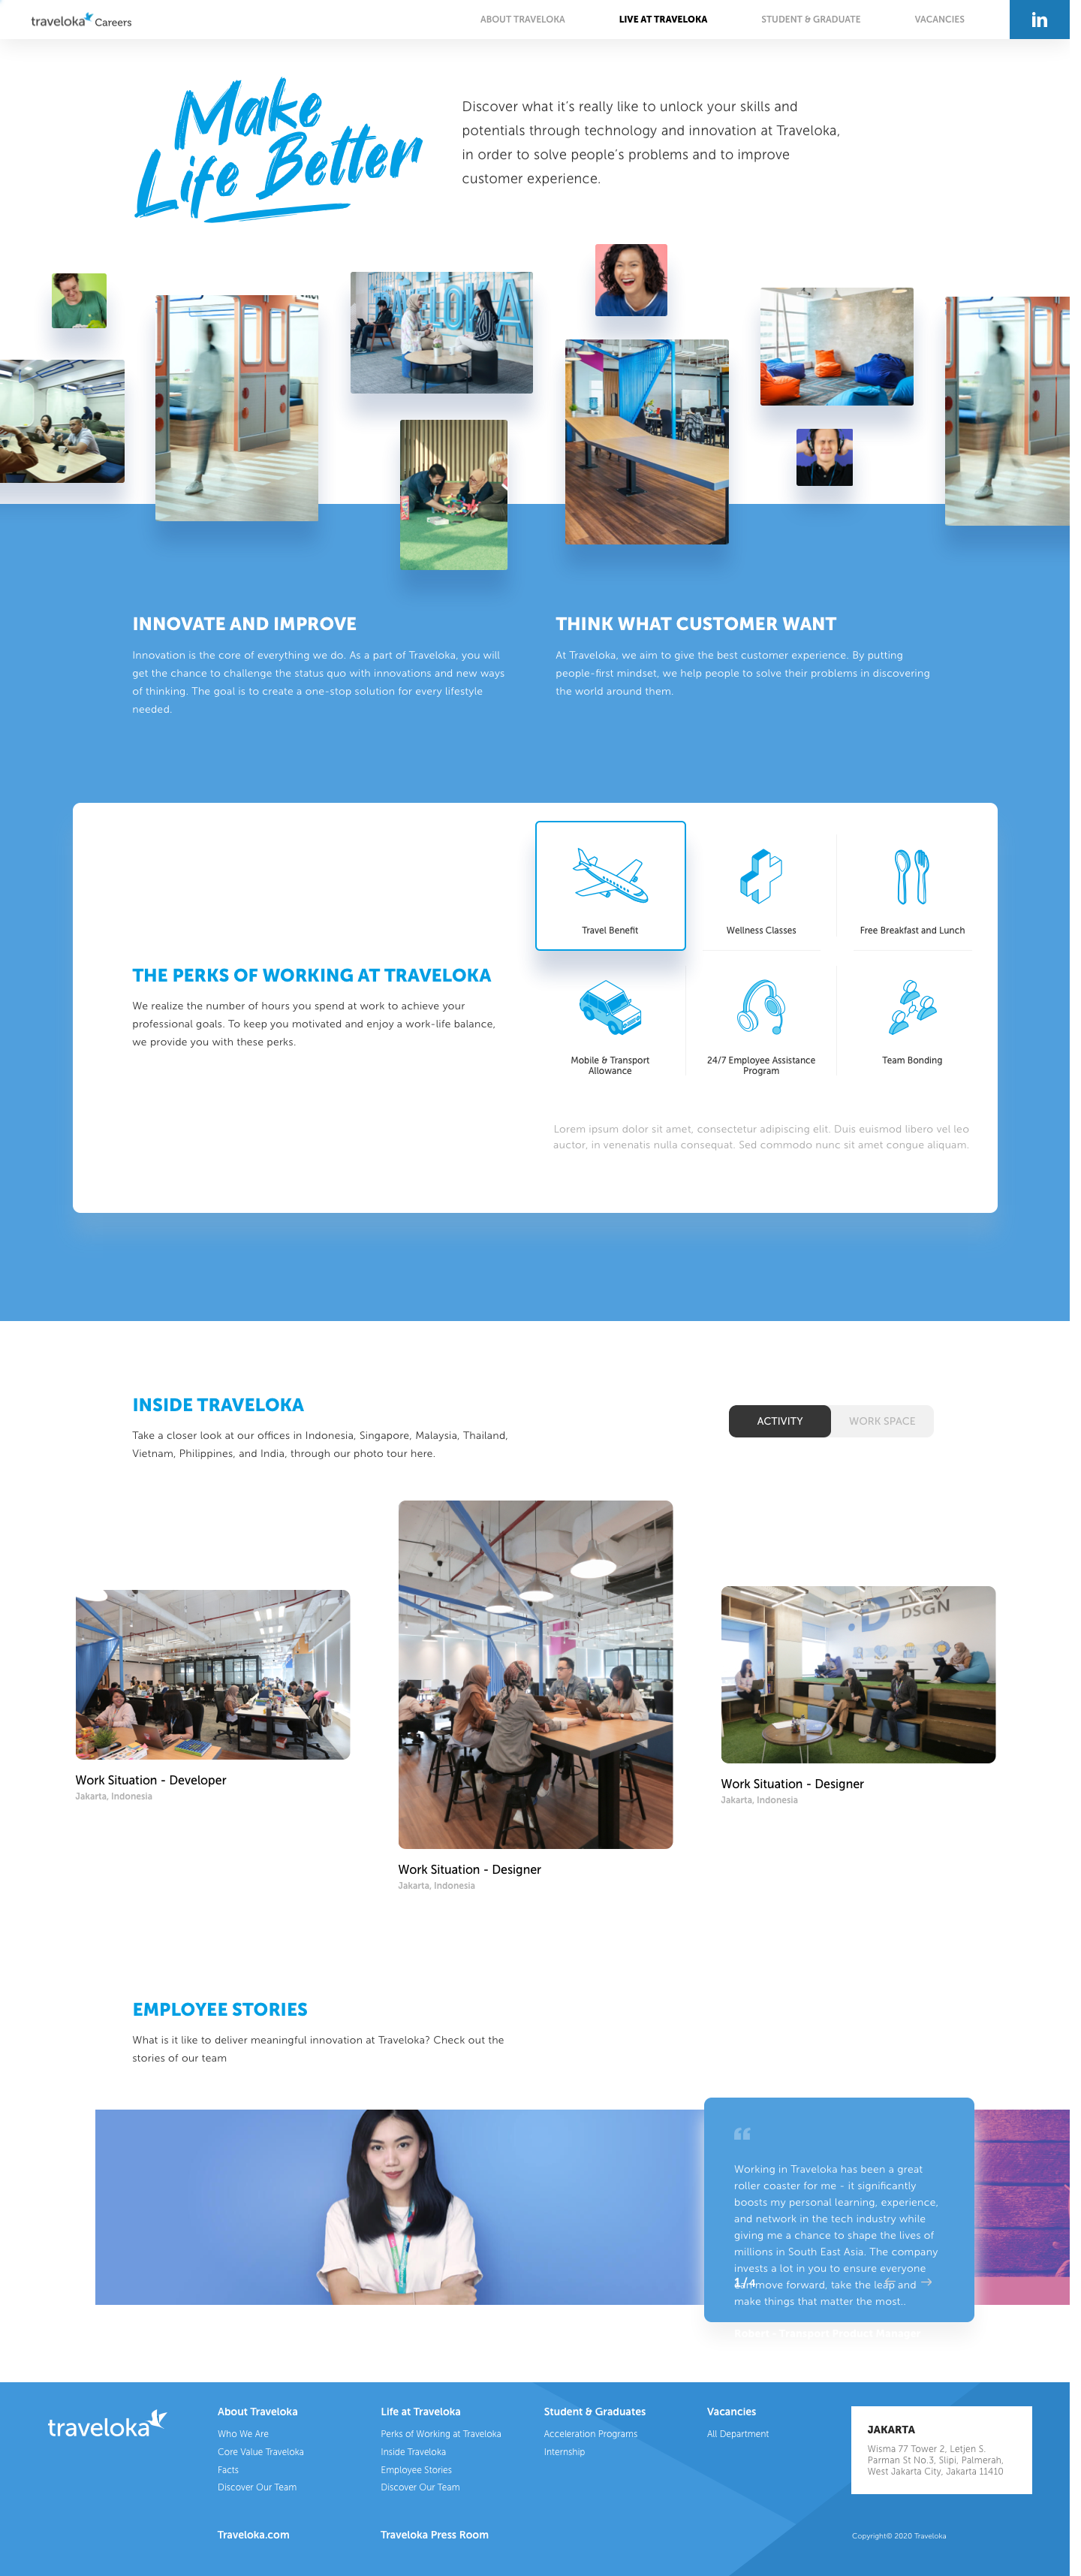 traveloka Careers
ABOUT TRAVELOKA
LIVE AT TRAVELOKA
STUDENT & GRADUATE
VACANCIES
in
Make
Life Better
Discover what it's really like to unlock your skills and
potentials through technology and innovation at Traveloka,
in order to solve people's problems and to improve
customer experience.
INNOVATE AND IMPROVE
Innovation is the core of everything we do. As a part of Traveloka, you will
get the chance to challenge the status quo with innovations and new ways
of thinking. The goal is to create a one-stop solution for every lifestyle
needed.
THINK WHAT CUSTOMER WANT
At Traveloka, we aim to give the best customer experience. By putting
people-first mindset, we help people to solve their problems in discovering
the world around them.
THE PERKS OF WORKING AT TRAVELOKA
We realize the number of hours you spend at work to achieve your
professional goals. To keep you motivated and enjoy a work-life balance,
we provide you with these perks.
Travel Benefit
Wellness Classes
Free Breakfast and Lunch
Mobile & Transport
Allowance
24/7 Employee Assistance
Program
Team Bonding
Lorem ipsum dolor sit amet, consectetur adipiscing elit. Duis euismod libero vel leo
auctor, in venenatis nulla consequat. Sed commodo nunc sit amet congue aliquam.
INSIDE TRAVELOKA
Take a closer look at our offices in Indonesia, Singapore, Malaysia, Thailand,
Vietnam, Philippines, and India, through our photo tour here.
ACTIVITY
WORK SPACE
DSGN
Work Situation - Developer
Jakarta, Indonesia
Work Situation - Designer
Jakarta, Indonesia
Work Situation - Designer
Jakarta, Indonesia
EMPLOYEE STORIES
What is it like to deliver meaningful innovation at Traveloka? Check out the
stories of our team
“
Working in Traveloka has been a great
roller coaster for me - it significantly
boosts my personal learning, experience,
and network in the tech industry while
giving me a chance to shape the lives of
millions in South East Asia. The company
invests a lot in you to ensure everyone
can move forward, take the leap and
make things that matter the most..
1 / 4
traveloka
About Traveloka
Who We Are
Core Value Traveloka
Facts
Discover Our Team
Life at Traveloka
Perks of Working at Traveloka
Inside Traveloka
Employee Stories
Discover Our Team
Student & Graduates
Acceleration Programs
Internship
Vacancies
All Department
JAKARTA
Wisma 77 Tower 2, Letjen S.
Parman St No.3, Slipi, Palmerah,
West Jakarta City, Jakarta 11410
Traveloka.com
Traveloka Press Room
Copyright© 2020 Traveloka